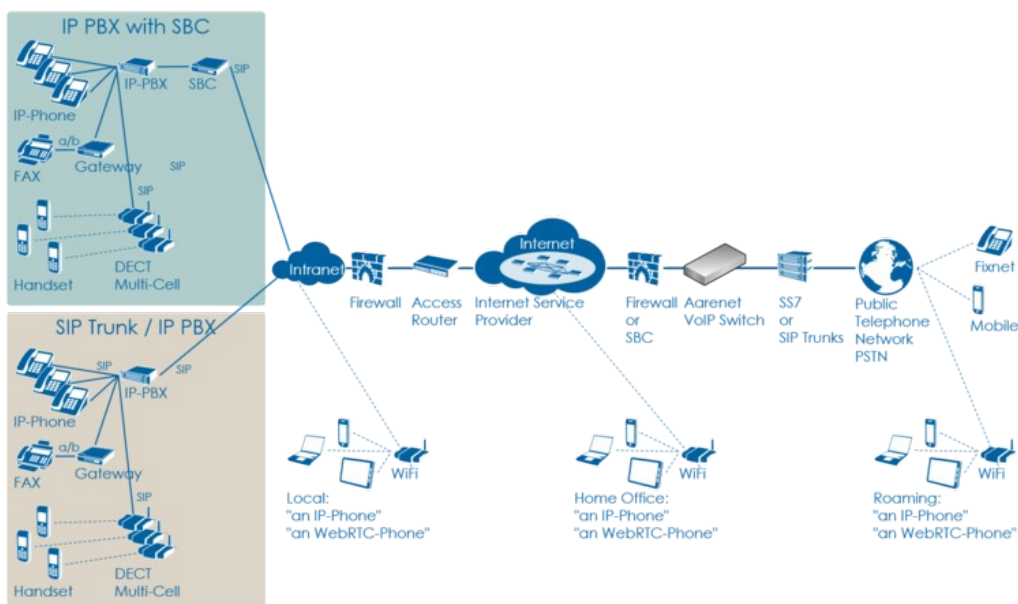 IP PBX with SBC
IP-PBX
SBC
SIP
IP-Phone
a/b
Gateway
FAX
SIP
SIP
DECT
Multi-Cell
Handset
SIP Trunk / IP PBX
SIP
SIP
IP-PBX
IP-Phone
a/b
Gateway
FAX
SIP
DECT
Multi-Cell
Handset
Intranet
Firewall
Access
Router
Internet
Internet Service
Provider
Firewall
or
SBC
Aarenet
VoIP Switch
SS7
or
SIP Trunks
Public
Telephone
Network
PSTN
Fixnet
Mobile
WiFi
Local:
"an IP-Phone"
"an WebRTC-Phone"
WiFi
Home Office:
"an IP-Phone"
"an WebRTC-Phone"
WiFi
Roaming:
"an IP-Phone"
"an WebRTC-Phone"